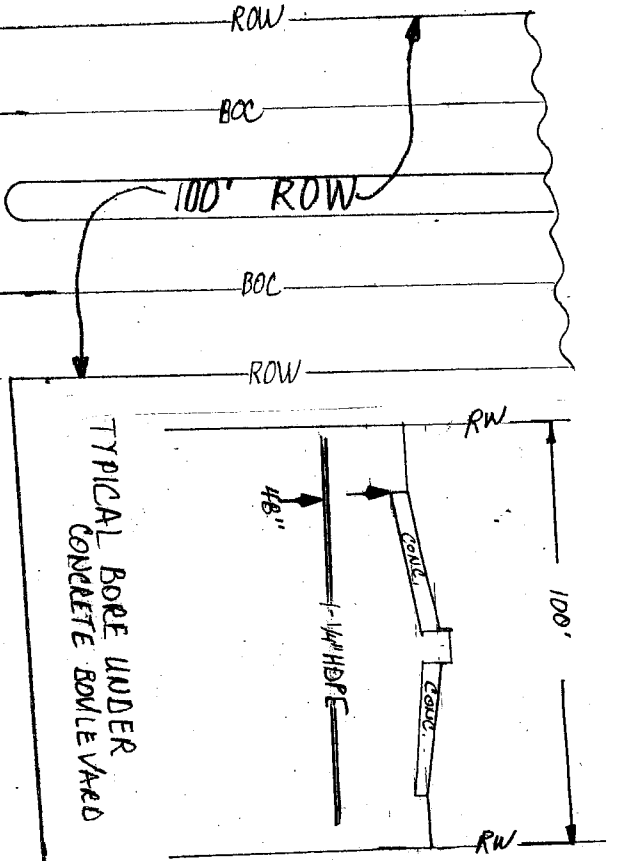 ROW
BOC
100' ROW
BOC
ROW
RW
48"
CONC.
1-1/4" HDPE
100'
CONC.
RW
TYPICAL BORE UNDER
CONCRETE BOULEVARD